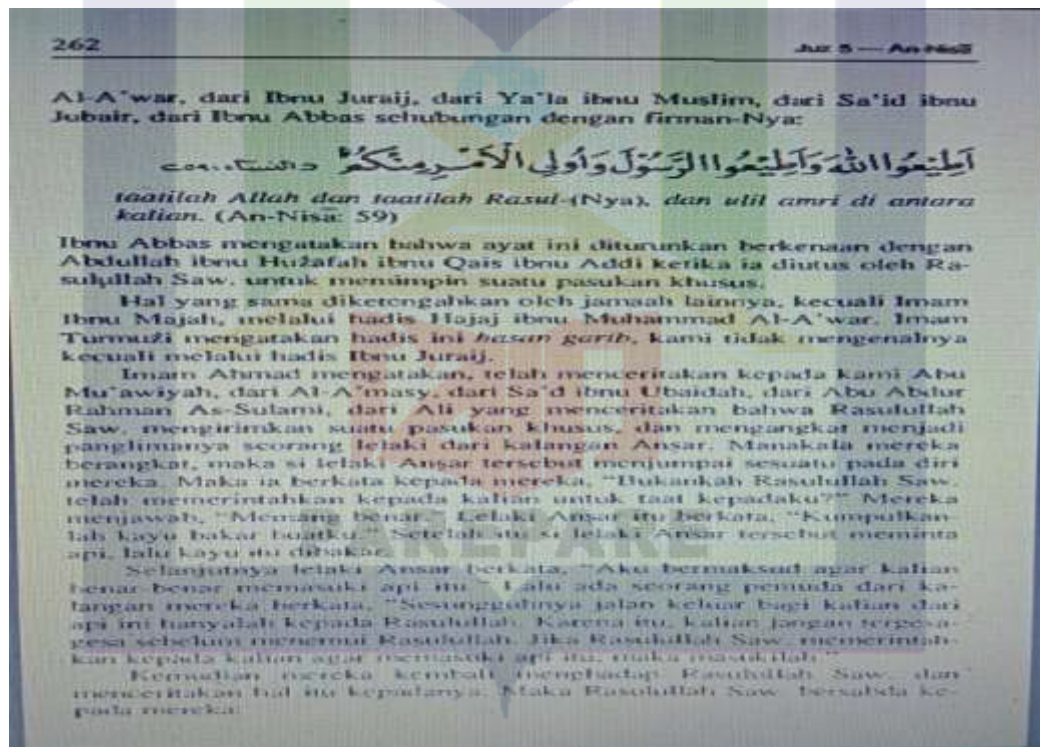 262
Juz 5 — An-Nisā
Al-A'war, dari Ibnu Juraij, dari Ya'la ibnu Muslim, dari Sa'id ibnu
Jubair, dari Ibnu Abbas sehubungan dengan firman-Nya:
اَطِيْعُوا اللّٰهَ وَاَطِيْعُوا الرَّسُوْلَ وَاُولِى الْاَمْرِ مِنْكُمْ
taatilah Allah dan taatilah Rasul-(Nya), dan ulil amri di antara
kalian. (An-Nisā: 59)
Ibnu Abbas mengatakan bahwa ayat ini diturunkan berkenaan dengan
Abdullah ibnu Hużafah ibnu Qais ibnu Addi ketika ia diutus oleh Ra-
sulullah Saw. untuk memimpin suatu pasukan khusus.
Hal yang sama diketengahkan oleh jamaah lainnya, kecuali Imam
Ibnu Majah, melalui hadis Hajaj ibnu Muhammad Al-A'war. Imam
Turmużi mengatakan hadis ini hasan garib, kami tidak mengenalnya
kecuali melalui hadis Ibnu Juraij.
Imam Ahmad mengatakan, telah menceritakan kepada kami Abu
Mu'awiyah, dari Al-A'masy, dari Sa'd ibnu Ubaidah, dari Abu Abdur
Rahman As-Sulami, dari Ali yang menceritakan bahwa Rasulullah
Saw. mengirimkan suatu pasukan khusus, dan mengangkat menjadi
panglimanya seorang lelaki dari kalangan Ansar. Manakala mereka
berangkat, maka si lelaki Ansar tersebut menjumpai sesuatu pada diri
mereka. Maka ia berkata kepada mereka, "Bukankah Rasulullah Saw.
telah memerintahkan kepada kalian untuk taat kepadaku?" Mereka
menjawab, "Memang benar." Lelaki Ansar itu berkata, "Kumpulkan-
lah kayu bakar buatku." Setelah itu si lelaki Ansar tersebut meminta
api, lalu kayu itu dibakar.
Selanjutnya lelaki Ansar berkata, "Aku bermaksud agar kalian
benar-benar memasuki api itu." Lalu ada seorang pemuda dari ka-
langan mereka berkata, "Sesungguhnya jalan keluar bagi kalian dari
api ini hanyalah kepada Rasulullah. Karena itu, kalian jangan tergesa-
gesa sebelum menemui Rasulullah. Jika Rasulullah Saw. memerintah-
kan kepada kalian agar memasuki api itu, maka masukilah."
Kemudian mereka kembali menghadap Rasulullah Saw. dan
menceritakan hal itu kepadanya. Maka Rasulullah Saw. bersabda ke-
pada mereka:
PAREPARE